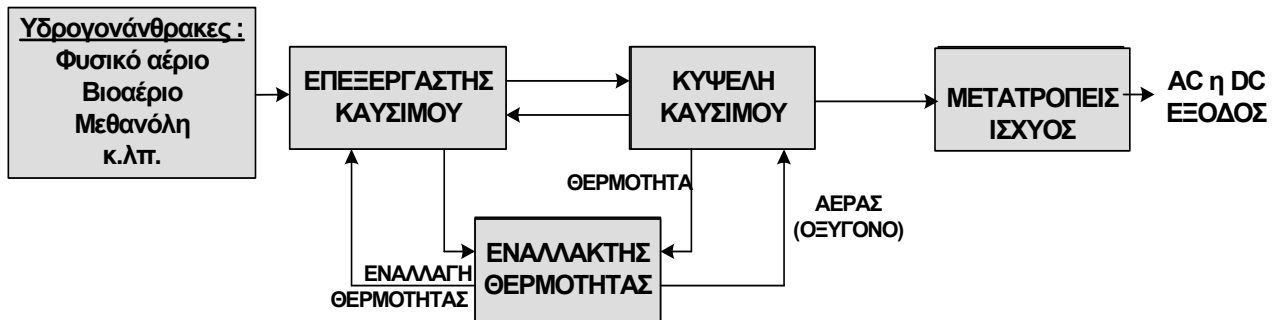 Υδρογονάνθρακες :
Φυσικό αέριο
Βιοαέριο
Μεθανόλη
κ.λπ.
ΕΠΕΞΕΡΓΑΣΤΗΣ
ΚΑΥΣΙΜΟΥ
ΚΥΨΕΛΗ
ΚΑΥΣΙΜΟΥ
ΜΕΤΑΤΡΟΠΕΙΣ
ΙΣΧΥΟΣ
AC η DC
ΕΞΟΔΟΣ
ΘΕΡΜΟΤΗΤΑ
ΑΕΡΑΣ
(ΟΞΥΓΟΝΟ)
ΕΝΑΛΛΑΚΤΗΣ
ΘΕΡΜΟΤΗΤΑΣ
ΕΝΑΛΛΑΓΗ
ΘΕΡΜΟΤΗΤΑΣ